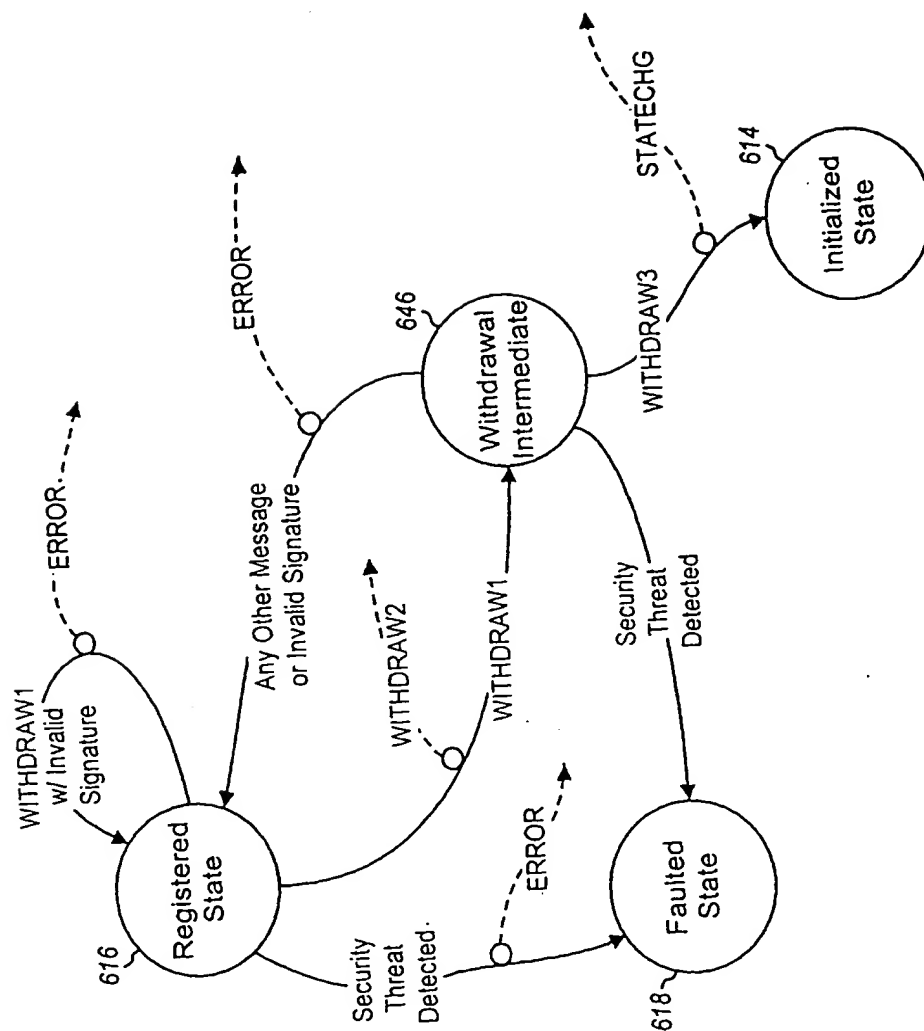 WITHDRAW1
w/ Invalid
Signature
ERROR
616
Registered
State
Any Other Message
or Invalid Signature
ERROR
WITHDRAW2
WITHDRAW1
646
Withdrawal
Intermediate
Security
Threat
Detected
ERROR
618
Faulted
State
Security
Threat
Detected
WITHDRAW3
STATECHG
614
Initialized
State